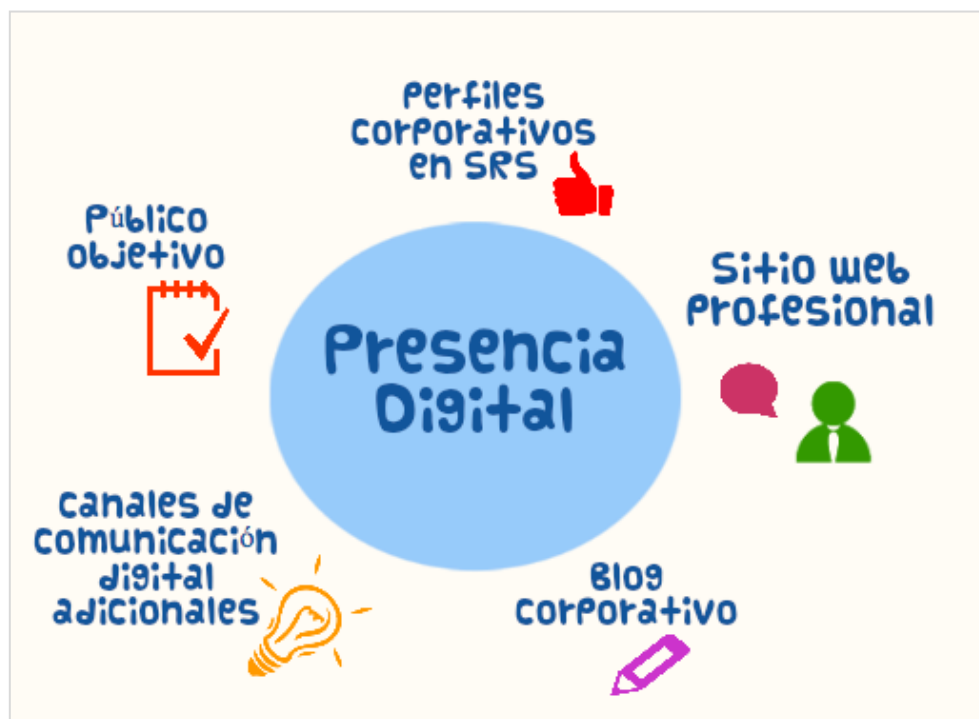 Perfiles
corporativos
en SRS
Público
objetivo
Sitio web
Profesional
Presencia
Digital
Canales de
comunicación
digital
adicionales
Blog
corporativo